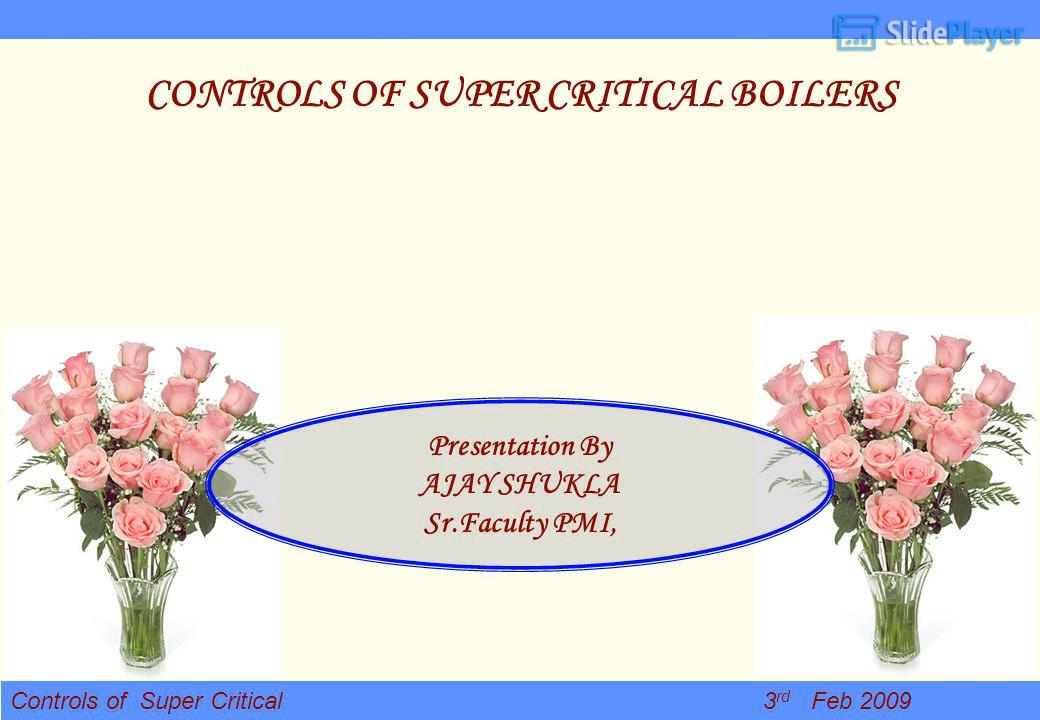 SlidePlayer
CONTROLS OF SUPER CRITICAL BOILERS
Presentation By
AJAY SHUKLA
Sr.Faculty PMI,
Controls of Super Critical 3rd Feb 2009